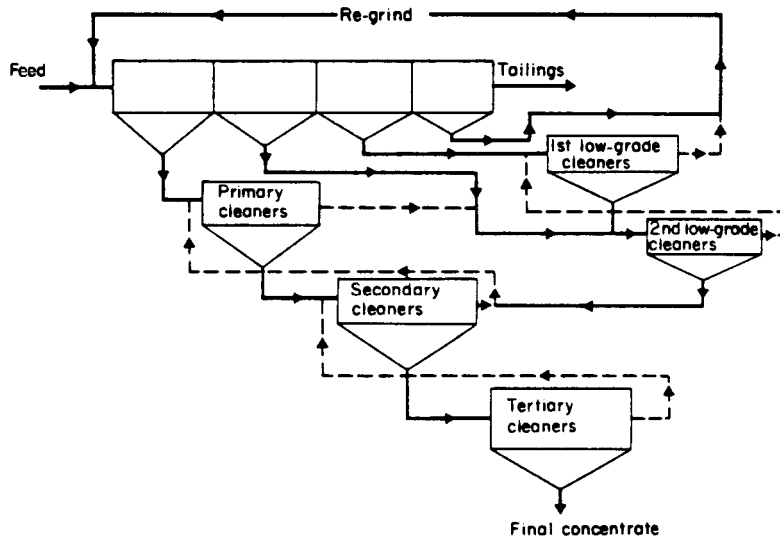 Re-grind
Feed
Tailings
1st low-grade
cleaners
Primary
cleaners
2nd low-grade
cleaners
Secondary
cleaners
Tertiary
cleaners
Final concentrate